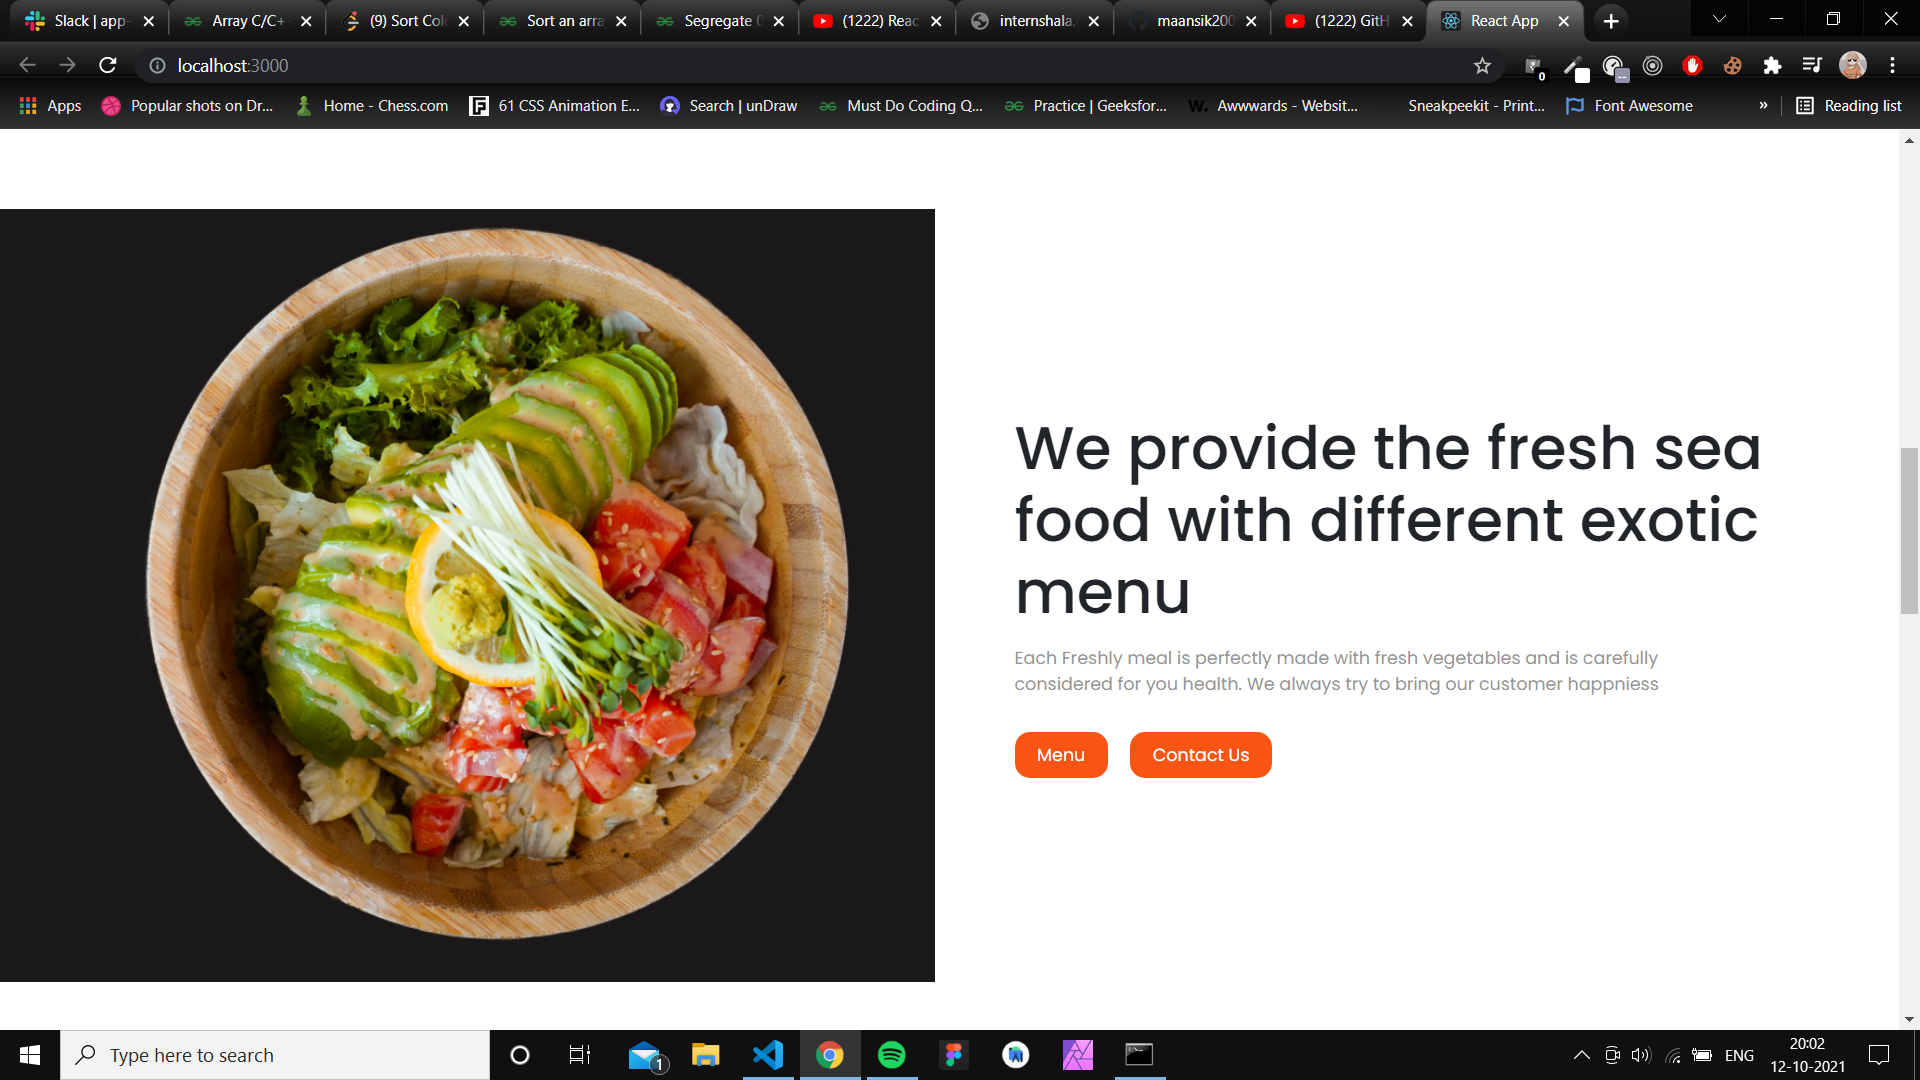 Slack | app-
Array C/C+
(9) Sort Col
Sort an arra
Segregate 0
(1222) Reac
internshala.
maansik200
(1222) GitH
React App
localhost:3000
0
Apps
Popular shots on Dr...
Home - Chess.com
61 CSS Animation E...
Search | unDraw
Must Do Coding Q...
Practice | Geeksfor...
Awwwards - Websit...
Sneakpeekit - Print...
Font Awesome
»
Reading list
We provide the fresh sea
food with different exotic
menu
Each Freshly meal is perfectly made with fresh vegetables and is carefully
considered for you health. We always try to bring our customer happniess
Menu
Contact Us
Type here to search
1
ENG
20:02
12-10-2021